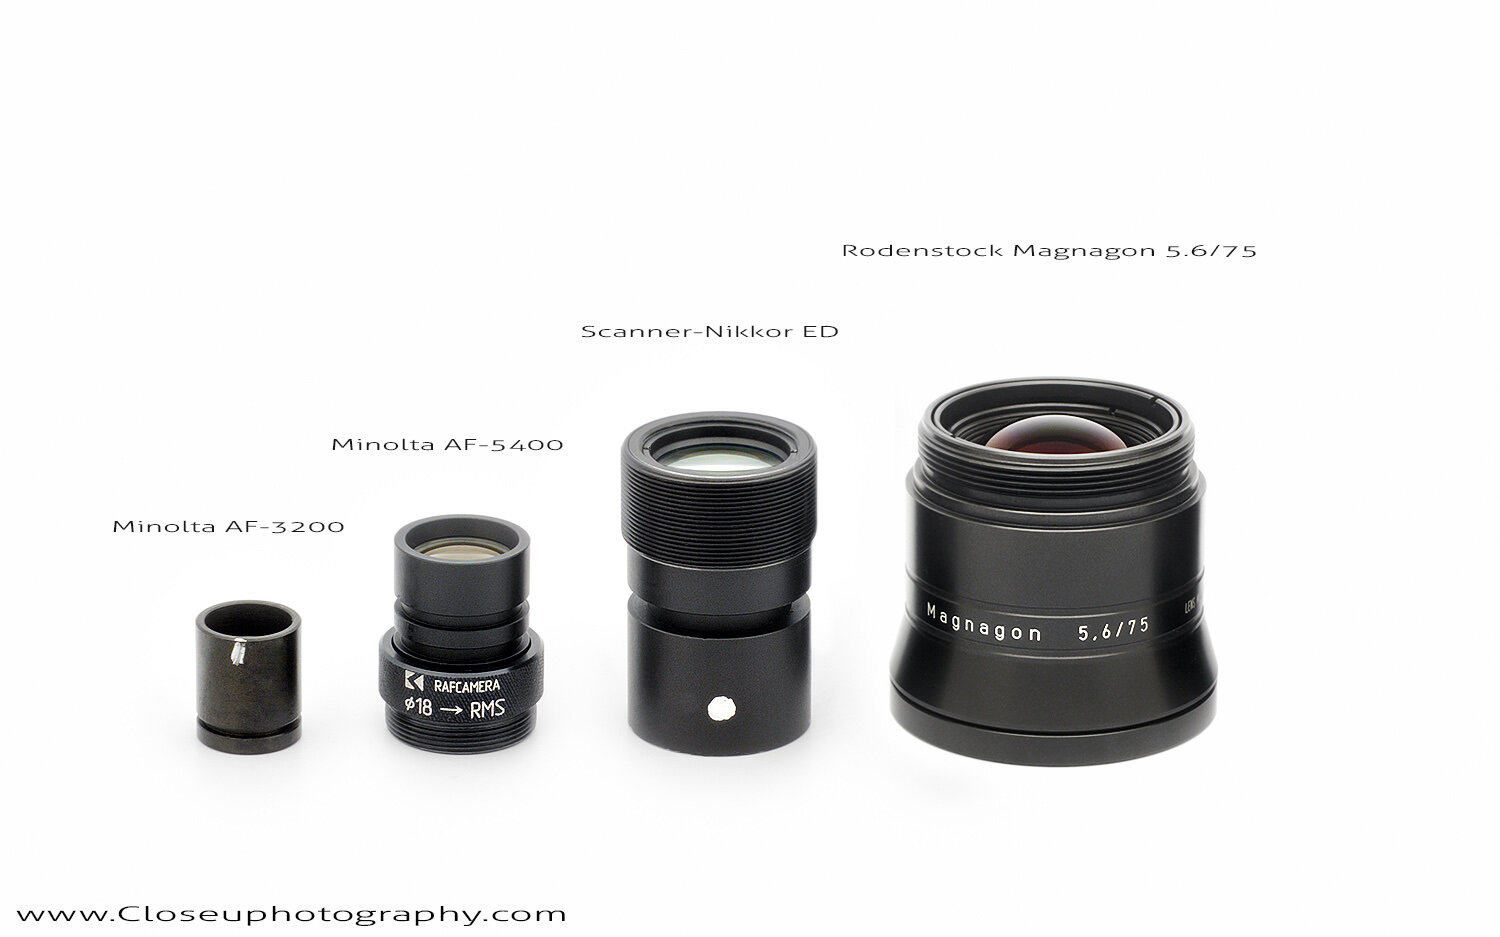 Rodenstock Magnagon 5.6/75
Scanner-Nikkor ED
Minolta AF-5400
Minolta AF-3200
Magnagon 5,6/75
LENS
RAFCAMERA
ø18 → RMS
www.Closeuphotography.com